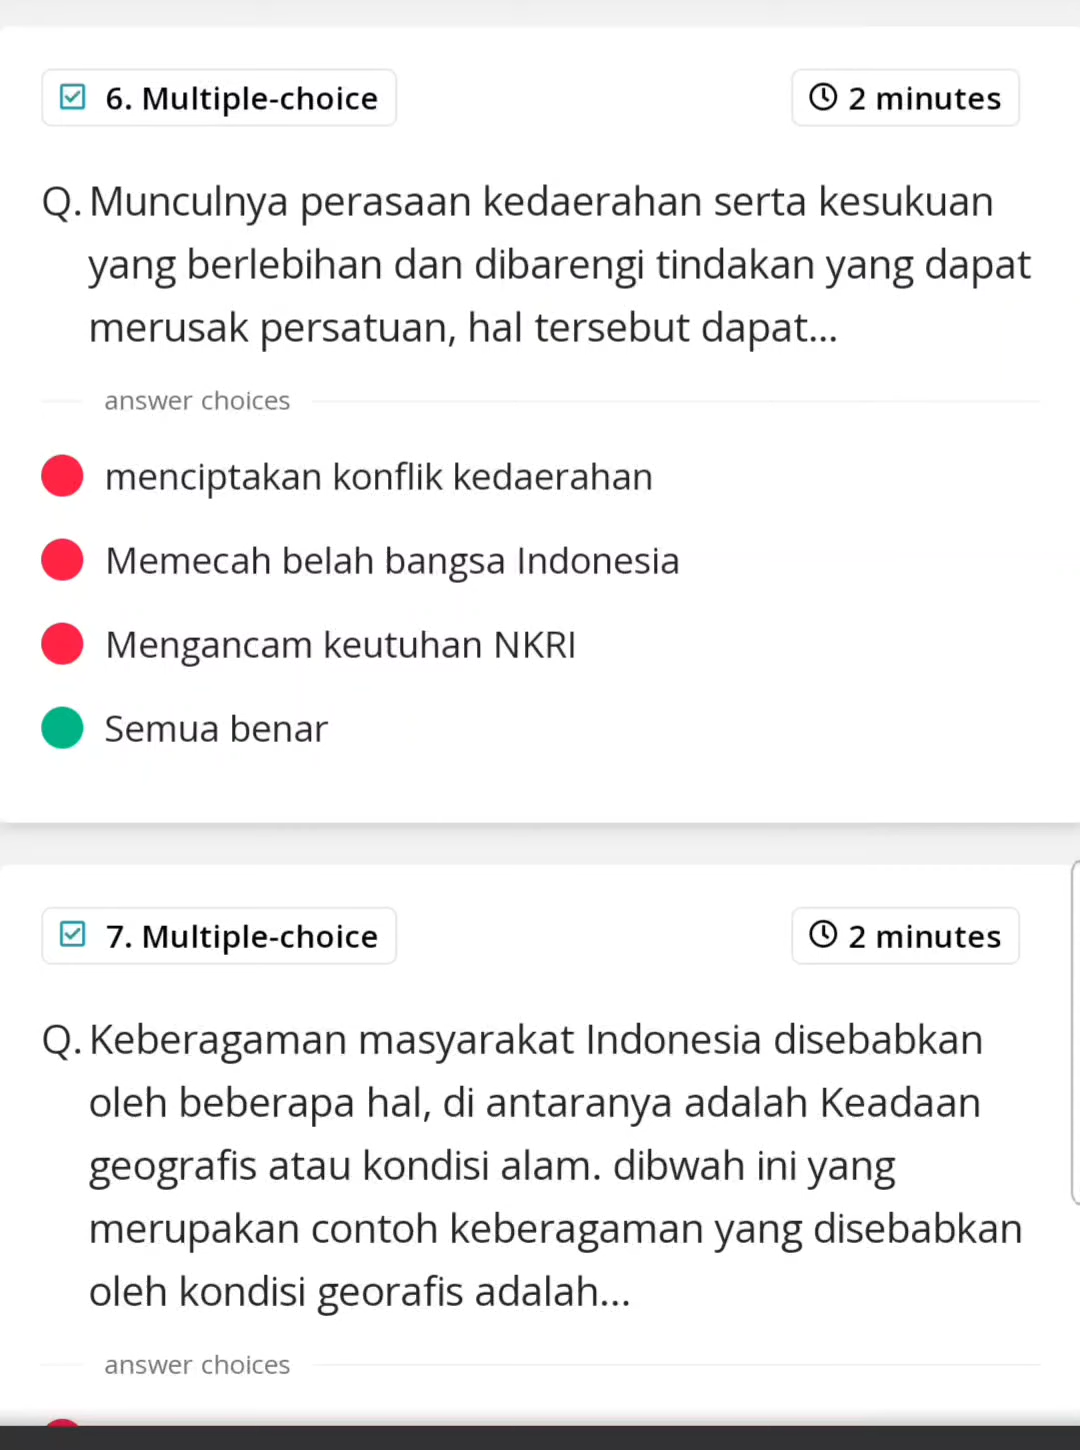 6. Multiple-choice
2 minutes
Q. Munculnya perasaan kedaerahan serta kesukuan
yang berlebihan dan dibarengi tindakan yang dapat
merusak persatuan, hal tersebut dapat...
answer choices
menciptakan konflik kedaerahan
Memecah belah bangsa Indonesia
Mengancam keutuhan NKRI
Semua benar
7. Multiple-choice
2 minutes
Q. Keberagaman masyarakat Indonesia disebabkan
oleh beberapa hal, di antaranya adalah Keadaan
geografis atau kondisi alam. dibwah ini yang
merupakan contoh keberagaman yang disebabkan
oleh kondisi georafis adalah...
answer choices